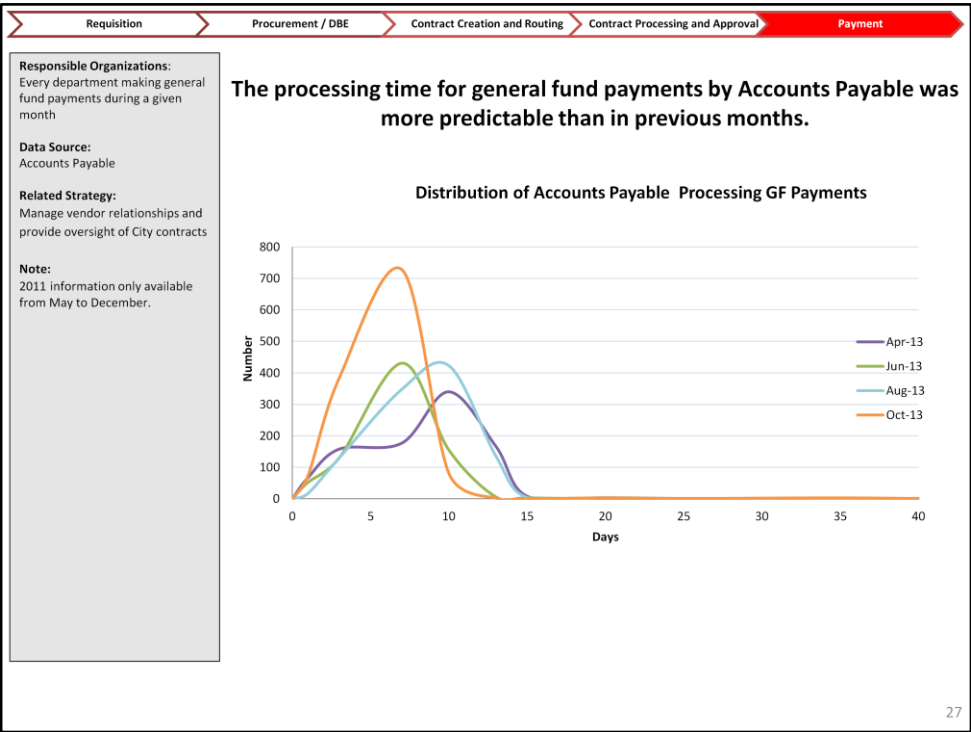 Requisition
Procurement / DBE
Contract Creation and Routing
Contract Processing and Approval
Payment
Responsible Organizations:
Every department making general
fund payments during a given
month
Data Source:
Accounts Payable
Related Strategy:
Manage vendor relationships and
provide oversight of City contracts
Note:
2011 information only available
from May to December.
The processing time for general fund payments by Accounts Payable was
more predictable than in previous months.
Distribution of Accounts Payable  Processing GF Payments
800
700
600
500
400
300
200
100
0
Number
0 5 10 15 20 25 30 35 40
Days
Apr-13
Jun-13
Aug-13
Oct-13
27